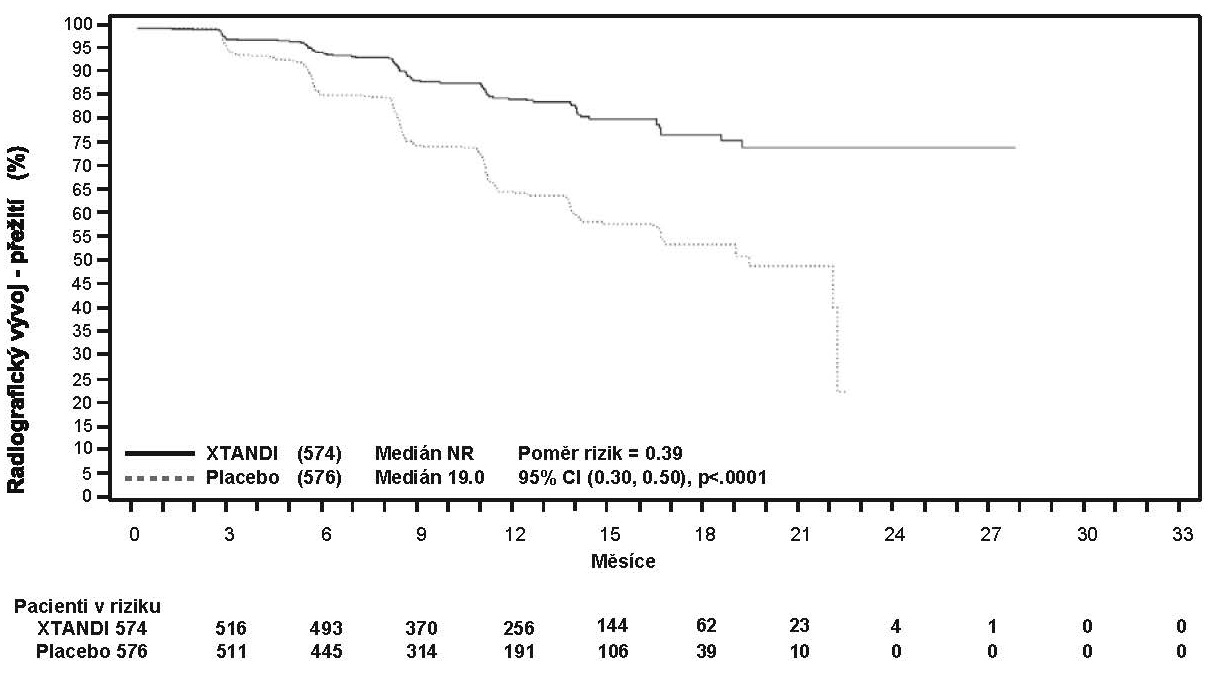 Radiografický vývoj - přežití (%)
100
95
90
85
80
75
70
65
60
55
50
45
40
35
30
25
20
15
10
5
0
XTANDI (574) Medián NR Poměr rizik = 0.39
Placebo (576) Medián 19.0 95% CI (0.30, 0.50), p<.0001
0 3 6 9 12 15 18 21 24 27 30 33
Měsíce
Pacienti v riziku
XTANDI 574 516 493 370 256 144 62 23 4 1 0 0
Placebo 576 511 445 314 191 106 39 10 0 0 0 0